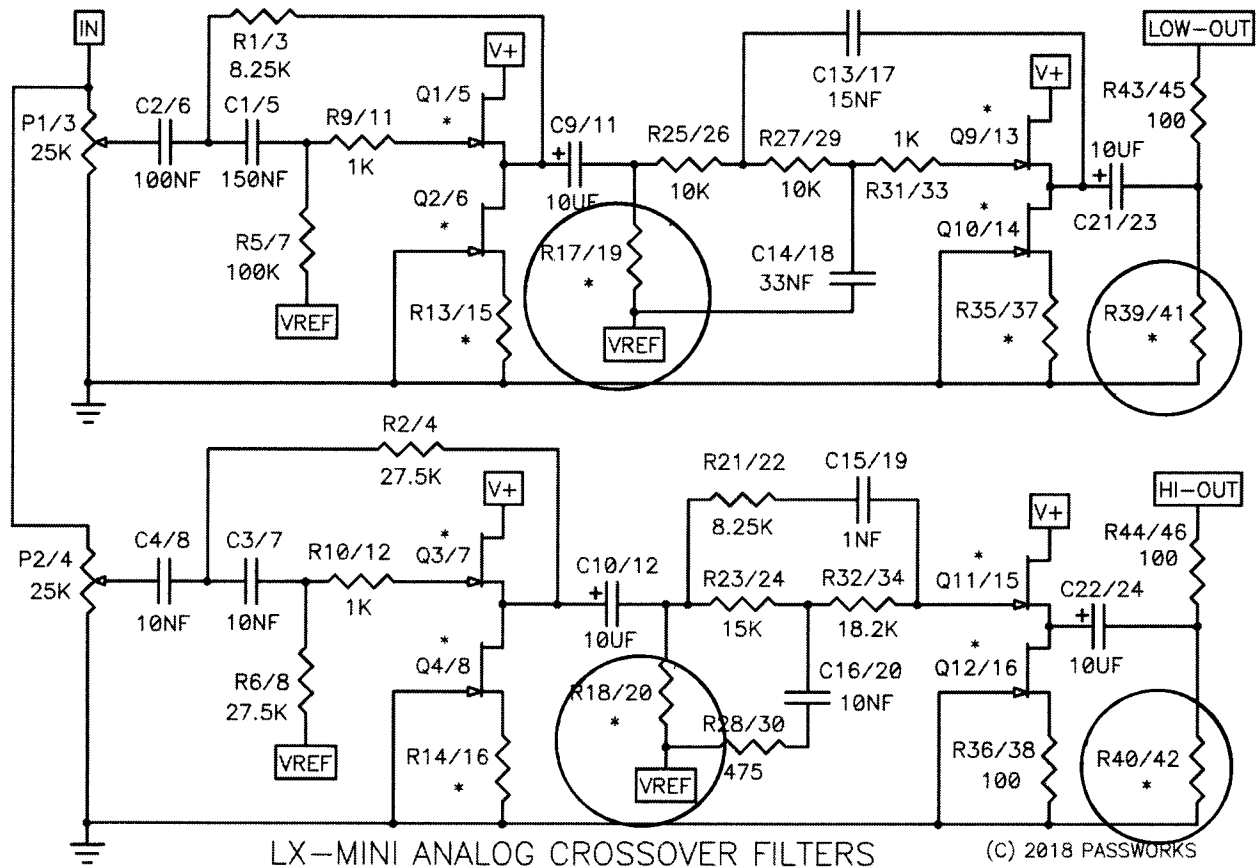 IN
R1/3
8.25K
V+
C13/17
15NF
V+
LOW-OUT
R43/45
100
P1/3
25K
C2/6
100NF
C1/5
150NF
R9/11
1K
Q1/5
*
C9/11
+
10UF
R25/26
10K
R27/29
10K
1K
R31/33
*
Q9/13
10UF
+
C21/23
R5/7
100K
VREF
Q2/6
*
R13/15
*
R17/19
*
VREF
C14/18
33NF
*
Q10/14
R35/37
*
R39/41
*
R2/4
27.5K
V+
R21/22
8.25K
C15/19
1NF
V+
HI-OUT
R44/46
100
P2/4
25K
C4/8
10NF
C3/7
10NF
R10/12
1K
*
Q3/7
C10/12
+
10UF
R23/24
15K
R32/34
18.2K
*
Q11/15
C22/24
+
10UF
R6/8
27.5K
VREF
*
Q4/8
R14/16
*
R18/20
*
VREF
R28/30
475
C16/20
10NF
*
Q12/16
R36/38
100
R40/42
*
LX-MINI ANALOG CROSSOVER FILTERS
(C) 2018 PASSWORKS